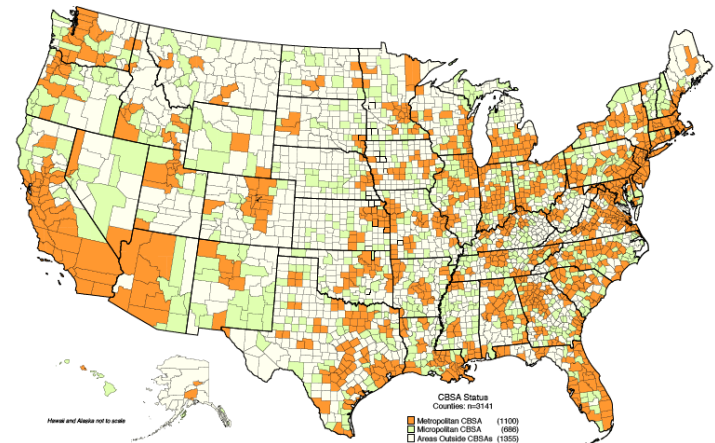 CBSA Status
Counties: n=3141
Hawaii and Alaska not to scale
Metropolitan CBSA (1100)
Micropolitan CBSA (686)
Areas Outside CBSAs (1355)